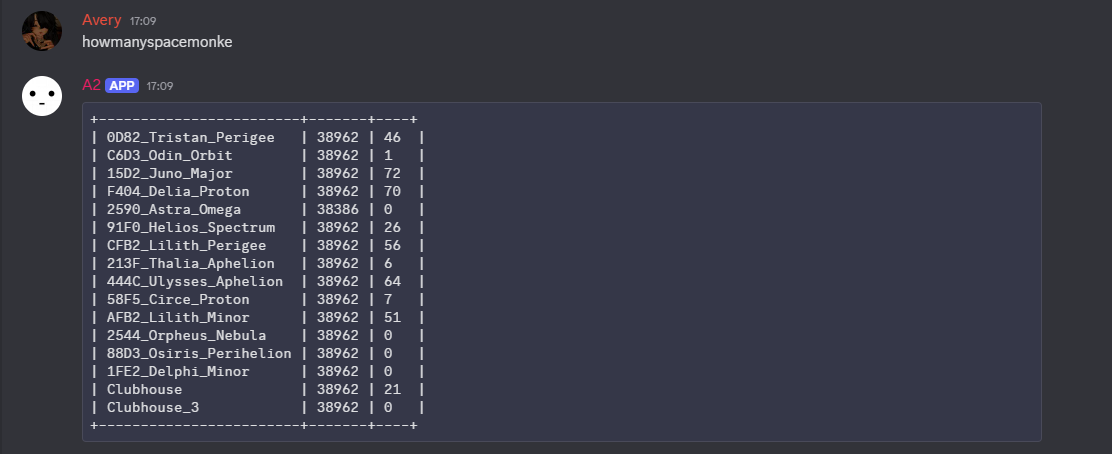 Avery 17:09
howmanyspacemonke
A2 APP 17:09
+------------------------+-------+----+
| 0D82_Tristan_Perigee   | 38962 | 46  |
| C6D3_Odin_Orbit        | 38962 | 1   |
| 15D2_Juno_Major        | 38962 | 72  |
| F404_Delia_Proton      | 38962 | 70  |
| 2590_Astra_Omega       | 38386 | 0   |
| 91F0_Helios_Spectrum   | 38962 | 26  |
| CFB2_Lilith_Perigee    | 38962 | 56  |
| 213F_Thalia_Aphelion   | 38962 | 6   |
| 444C_Ulysses_Aphelion  | 38962 | 64  |
| 58F5_Circe_Proton      | 38962 | 7   |
| AFB2_Lilith_Minor      | 38962 | 51  |
| 2544_Orpheus_Nebula    | 38962 | 0   |
| 88D3_Osiris_Perihelion | 38962 | 0   |
| 1FE2_Delphi_Minor      | 38962 | 0   |
| Clubhouse              | 38962 | 21  |
| Clubhouse_3            | 38962 | 0   |
+------------------------+-------+----+